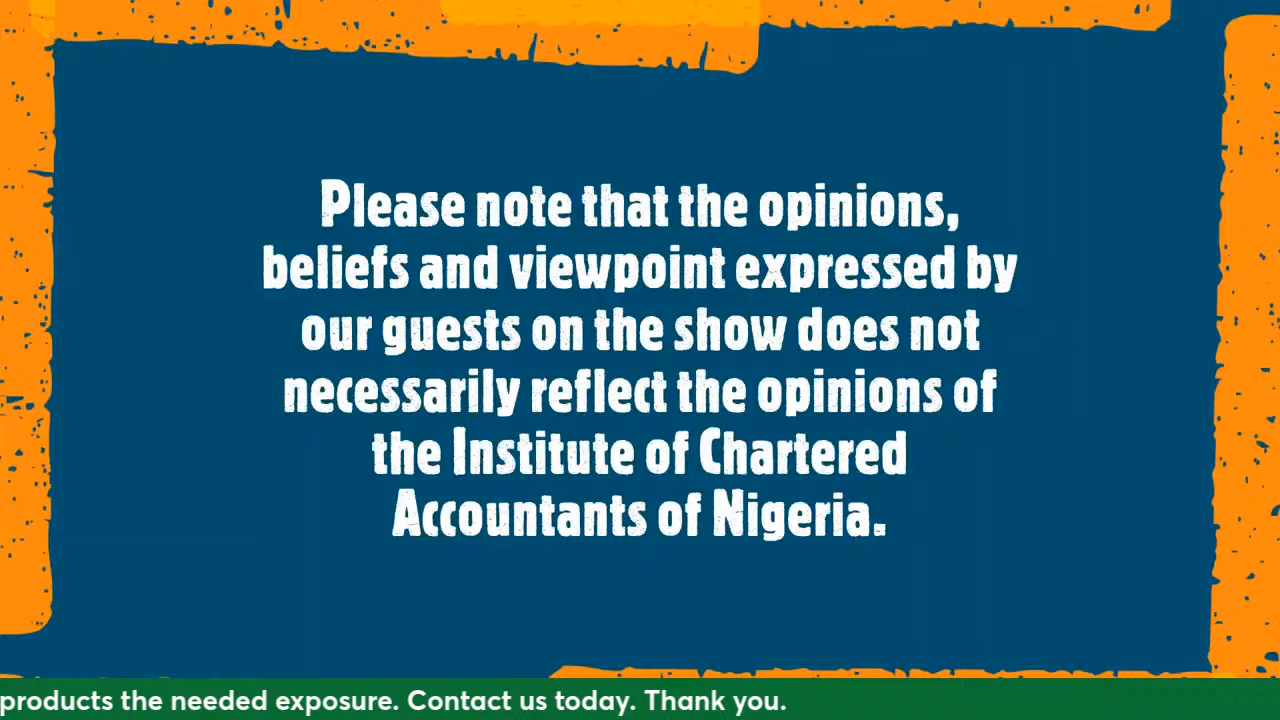 Please note that the opinions,
beliefs and viewpoint expressed by
our guests on the show does not
necessarily reflect the opinions of
the Institute of Chartered
Accountants of Nigeria.
products the needed exposure. Contact us today. Thank you.